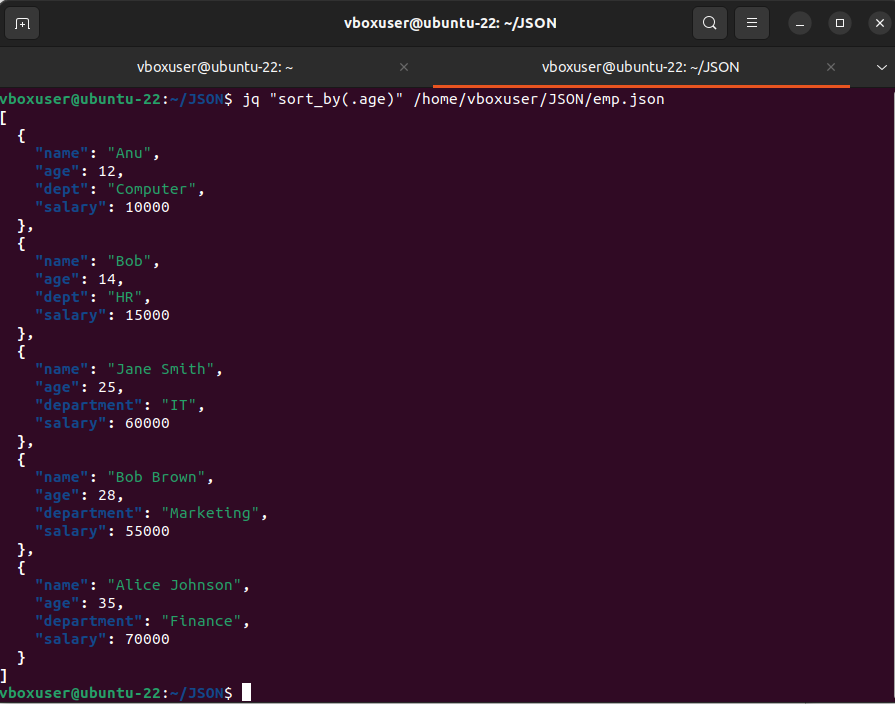 vboxuser@ubuntu-22: ~/JSON
vboxuser@ubuntu-22: ~
vboxuser@ubuntu-22: ~/JSON
vboxuser@ubuntu-22:~/JSON$ jq "sort_by(.age)" /home/vboxuser/JSON/emp.json
[
  {
    "name": "Anu",
    "age": 12,
    "dept": "Computer",
    "salary": 10000
  },
  {
    "name": "Bob",
    "age": 14,
    "dept": "HR",
    "salary": 15000
  },
  {
    "name": "Jane Smith",
    "age": 25,
    "department": "IT",
    "salary": 60000
  },
  {
    "name": "Bob Brown",
    "age": 28,
    "department": "Marketing",
    "salary": 55000
  },
  {
    "name": "Alice Johnson",
    "age": 35,
    "department": "Finance",
    "salary": 70000
  }
]
vboxuser@ubuntu-22:~/JSON$